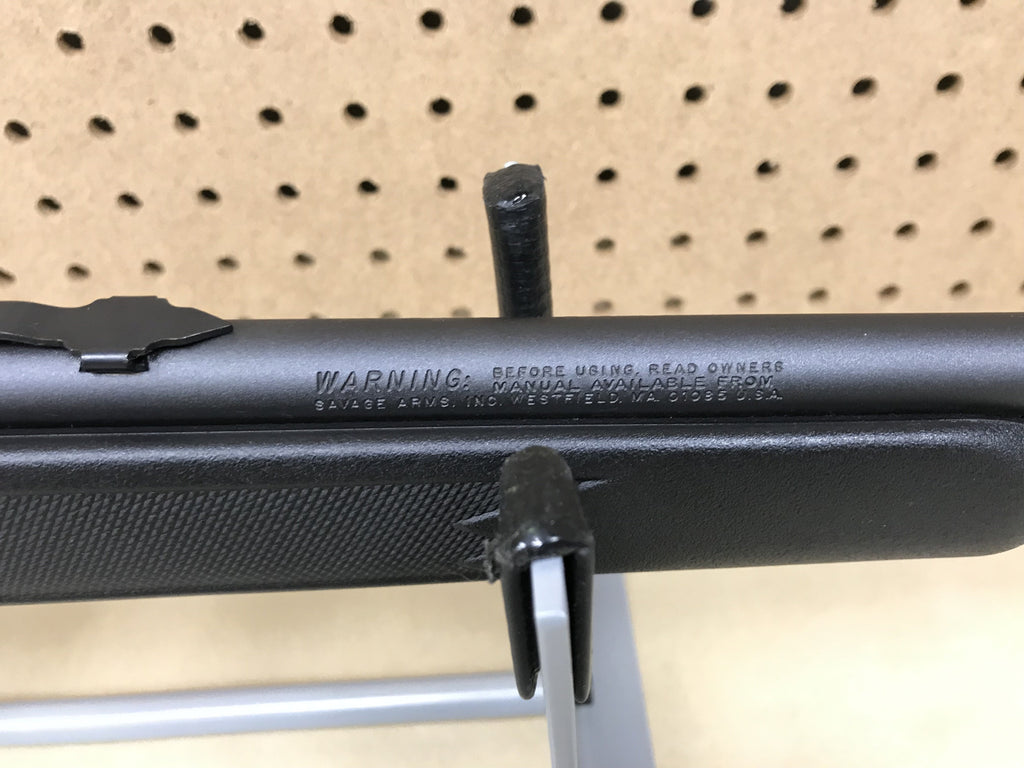 WARNING: BEFORE USING, READ OWNERS
MANUAL AVAILABLE FROM
SAVAGE ARMS, INC. WESTFIELD, MA. 01085 U.S.A.